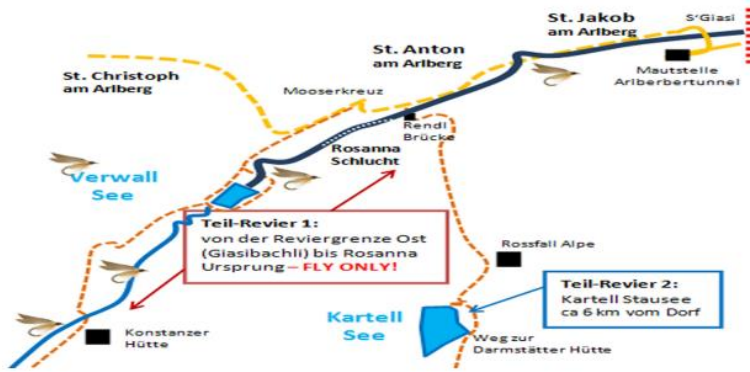 St. Jakob
am Arlberg
S'Giasi
St. Anton
am Arlberg
St. Christoph
am Arlberg
Mautstelle
Arlberbertunnel
Mooserkreuz
Rendl
Brücke
Rosanna
Schlucht
Verwall
See
Teil-Revier 1:
von der Reviergrenze Ost
(Giasibachli) bis Rosanna
Ursprung – FLY ONLY!
Rossfall Alpe
Teil-Revier 2:
Kartell Stausee
ca 6 km vom Dorf
Kartell
See
Konstanzer
Hütte
Weg zur
Darmstätter Hütte